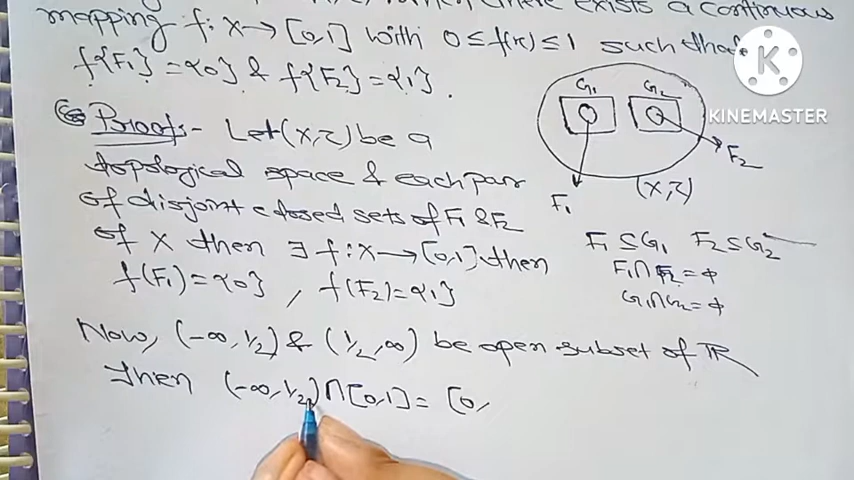 mapping f: X → [0,1] with 0 ≤ f(x) ≤ 1 such that
f{F₁} = {0} & f{F₂} = {1}.
KINEMASTER
G₁ G₂
Proof:- Let (X,τ) be a
topological space & each pair
F₂
of disjoint closed sets of F₁ & F₂
F₁ (X,τ)
of X then ∃ f: X → [0,1] then
F₁ ⊆ G₁ F₂ ⊆ G₂
f(F₁) = {0}, f(F₂) = {1}
F₁ ∩ F₂ = ϕ
G₁ ∩ G₂ = ϕ
Now, (-∞, 1/2) & (1/2, ∞) be open subset of ℝ
Then (-∞, 1/2) ∩ [0,1] = [0,